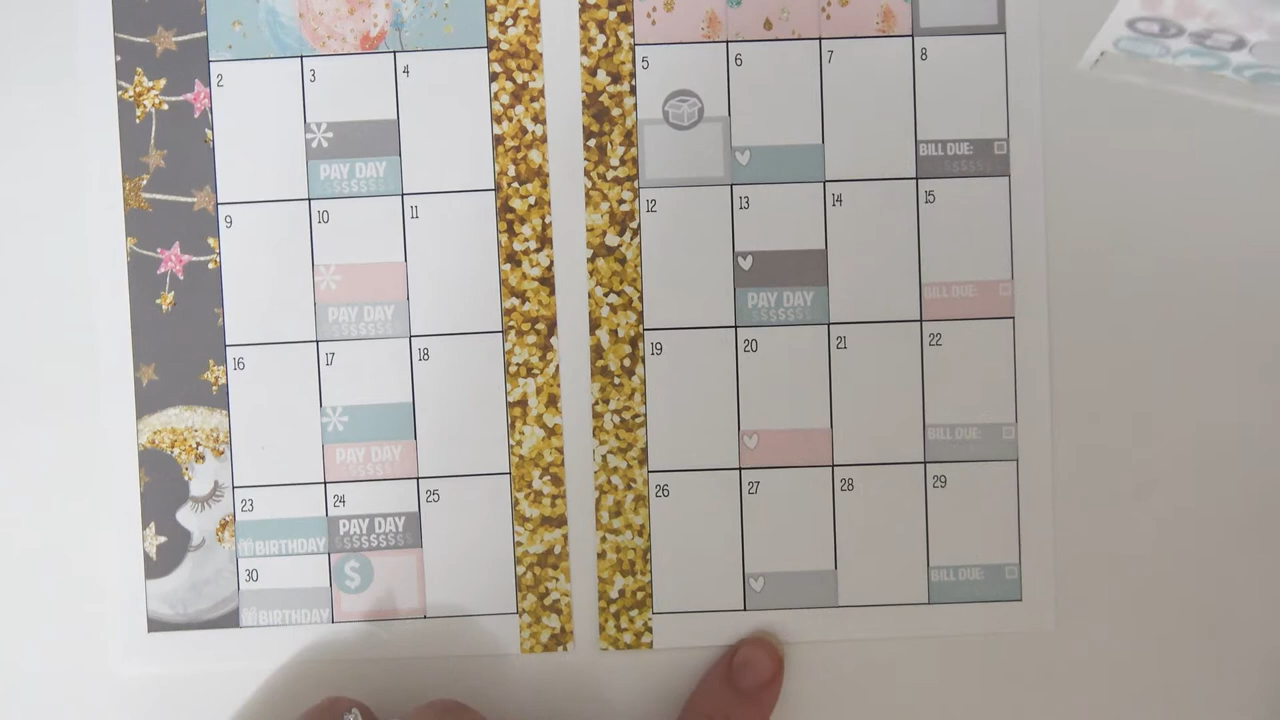 2 3 4 5 6 7 8
PAY DAY BILL DUE:
$$$$$$ $$$$$$
9 10 11 12 13 14 15
PAY DAY PAY DAY BILL DUE:
$$$$$$ $$$$$$
16 17 18 19 20 21 22
PAY DAY BILL DUE:
$$$$$$
23 24 25 26 27 28 29
BIRTHDAY PAY DAY
$$$$$$
30 $ BILL DUE:
BIRTHDAY